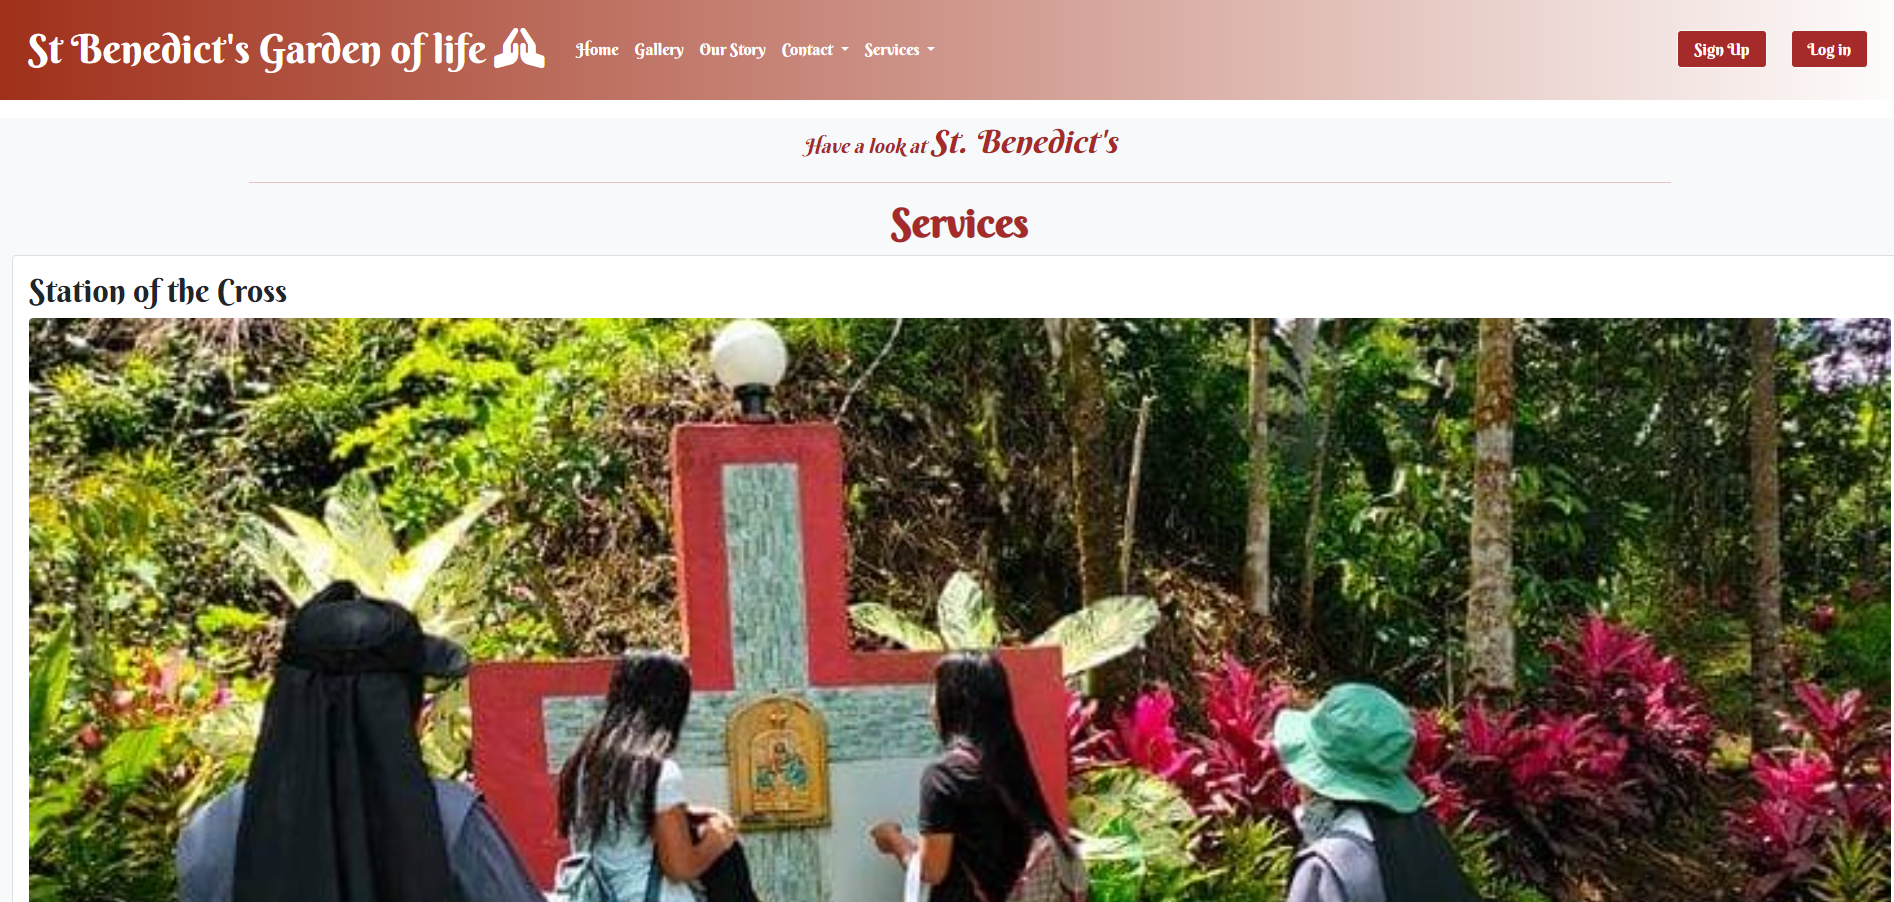 St Benedict's Garden of life Home Gallery Our Story Contact Services Sign Up Log in
Have a look at St. Benedict's
Services
Station of the Cross